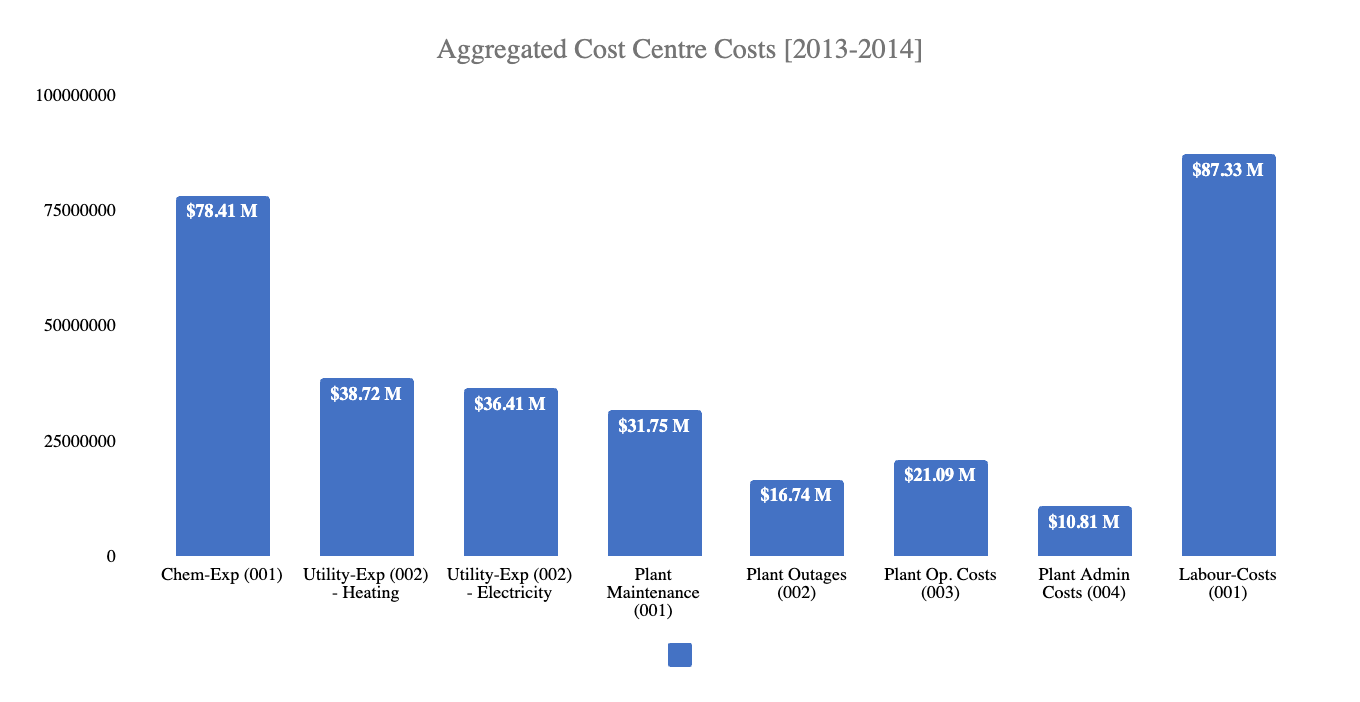 Aggregated Cost Centre Costs [2013-2014]
100000000
75000000
50000000
25000000
0
$78.41 M
$38.72 M
$36.41 M
$31.75 M
$16.74 M
$21.09 M
$10.81 M
$87.33 M
Chem-Exp (001)
Utility-Exp (002)
- Heating
Utility-Exp (002)
- Electricity
Plant
Maintenance
(001)
Plant Outages
(002)
Plant Op. Costs
(003)
Plant Admin
Costs (004)
Labour-Costs
(001)